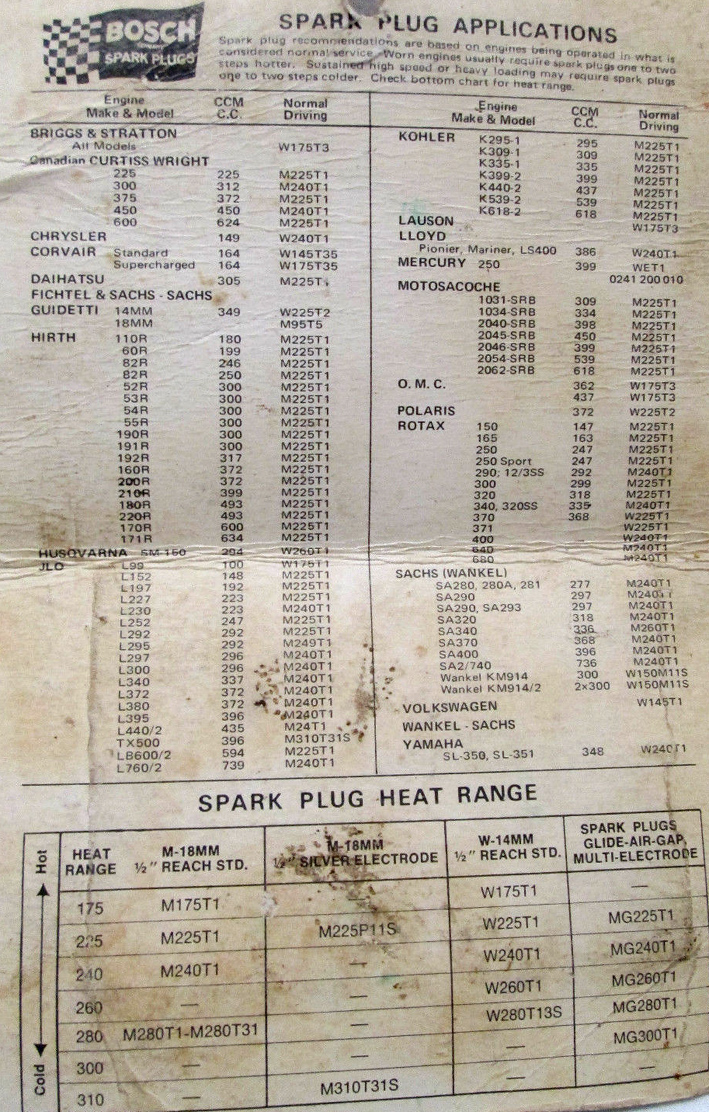 BOSCH
SPARK PLUGS
SPARK PLUG APPLICATIONS
Spark plug recommendations are based on engines being operated in what is
considered normal service. Worn engines usually require spark plugs one to two
steps hotter. Sustained high speed or heavy loading may require spark plugs
one to two steps colder. Check bottom chart for heat range.
Engine Make & Model CCM C.C. Normal Driving
BRIGGS & STRATTON
All Models W175T3
Canadian CURTISS WRIGHT
225 225 M225T1
300 312 M240T1
375 372 M225T1
450 450 M240T1
600 624 M225T1
CHRYSLER 149 W240T1
CORVAIR Standard 164 W145T35
Supercharged 164 W175T35
DAIHATSU 305 M225T1
FICHTEL & SACHS - SACHS
GUIDETTI 14MM 349 W225T2
18MM M95T5
HIRTH 110R 180 M225T1
60R 199 M225T1
82R 246 M225T1
82R 250 M225T1
52R 300 M225T1
53R 300 M225T1
54R 300 M225T1
55R 300 M225T1
190R 300 M225T1
191R 300 M225T1
192R 317 M225T1
160R 372 M225T1
200R 372 M225T1
210R 399 M225T1
180R 493 M225T1
220R 493 M225T1
170R 600 M225T1
171R 634 M225T1
HUSQVARNA SM-150 294 W260T1
JLO L99 100 W175T1
L152 148 M225T1
L197 192 M225T1
L227 223 M225T1
L230 223 M240T1
L252 247 M225T1
L292 292 M225T1
L295 292 M249T1
L297 296 M240T1
L300 296 M240T1
L340 337 M240T1
L372 372 M240T1
L380 372 M240T1
L395 396 M240T1
L440/2 435 M24T1
TX500 396 M310T31S
LB600/2 594 M225T1
L760/2 739 M240T1
Engine Make & Model CCM C.C. Normal Driving
KOHLER K295-1 295 M225T1
K309-1 309 M225T1
K335-1 335 M225T1
K399-2 399 M225T1
K440-2 437 M225T1
K539-2 539 M225T1
K618-2 618 M225T1
LAUSON W175T3
LLOYD
Pionier, Mariner, LS400 386 W240T1
MERCURY 250 399 WET1
0241 200 010
MOTOSACOCHE
1031-SRB 309 M225T1
1034-SRB 334 M225T1
2040-SRB 398 M225T1
2045-SRB 450 M225T1
2046-SRB 399 M225T1
2054-SRB 539 M225T1
2062-SRB 618 M225T1
O. M. C. 362 W175T3
437 W175T3
POLARIS 372 W225T2
ROTAX 150 147 M225T1
165 163 M225T1
250 247 M225T1
250 Sport 247 M225T1
290; 12/3SS 292 M240T1
300 299 M225T1
320 318 M225T1
340, 320SS 335 M240T1
370 368 W225T1
371 W225T1
400 — W240T1
640 — M240T1
680 M240T1
SACHS (WANKEL)
SA280, 280A, 281 277 M240T1
SA290 297 M240T1
SA290, SA293 297 M240T1
SA320 318 M240T1
SA340 336 M260T1
SA370 368 M240T1
SA400 396 M240T1
SA2/740 736 M240T1
Wankel KM914 300 W150M11S
Wankel KM914/2 2x300 W150M11S
VOLKSWAGEN W145T1
WANKEL - SACHS
YAMAHA
SL-350, SL-351 348 W240T1
SPARK PLUG HEAT RANGE
Hot
Cold
HEAT RANGE M-18MM ½" REACH STD. M-18MM ½" SILVER ELECTRODE W-14MM ½" REACH STD. SPARK PLUGS GLIDE-AIR-GAP, MULTI-ELECTRODE
175 M175T1 W175T1 —
225 M225T1 M225P11S W225T1 MG225T1
240 M240T1 — W240T1 MG240T1
260 — — W260T1 MG260T1
280 M280T1-M280T31 — W280T13S MG280T1
300 — — — MG300T1
310 — M310T31S — —